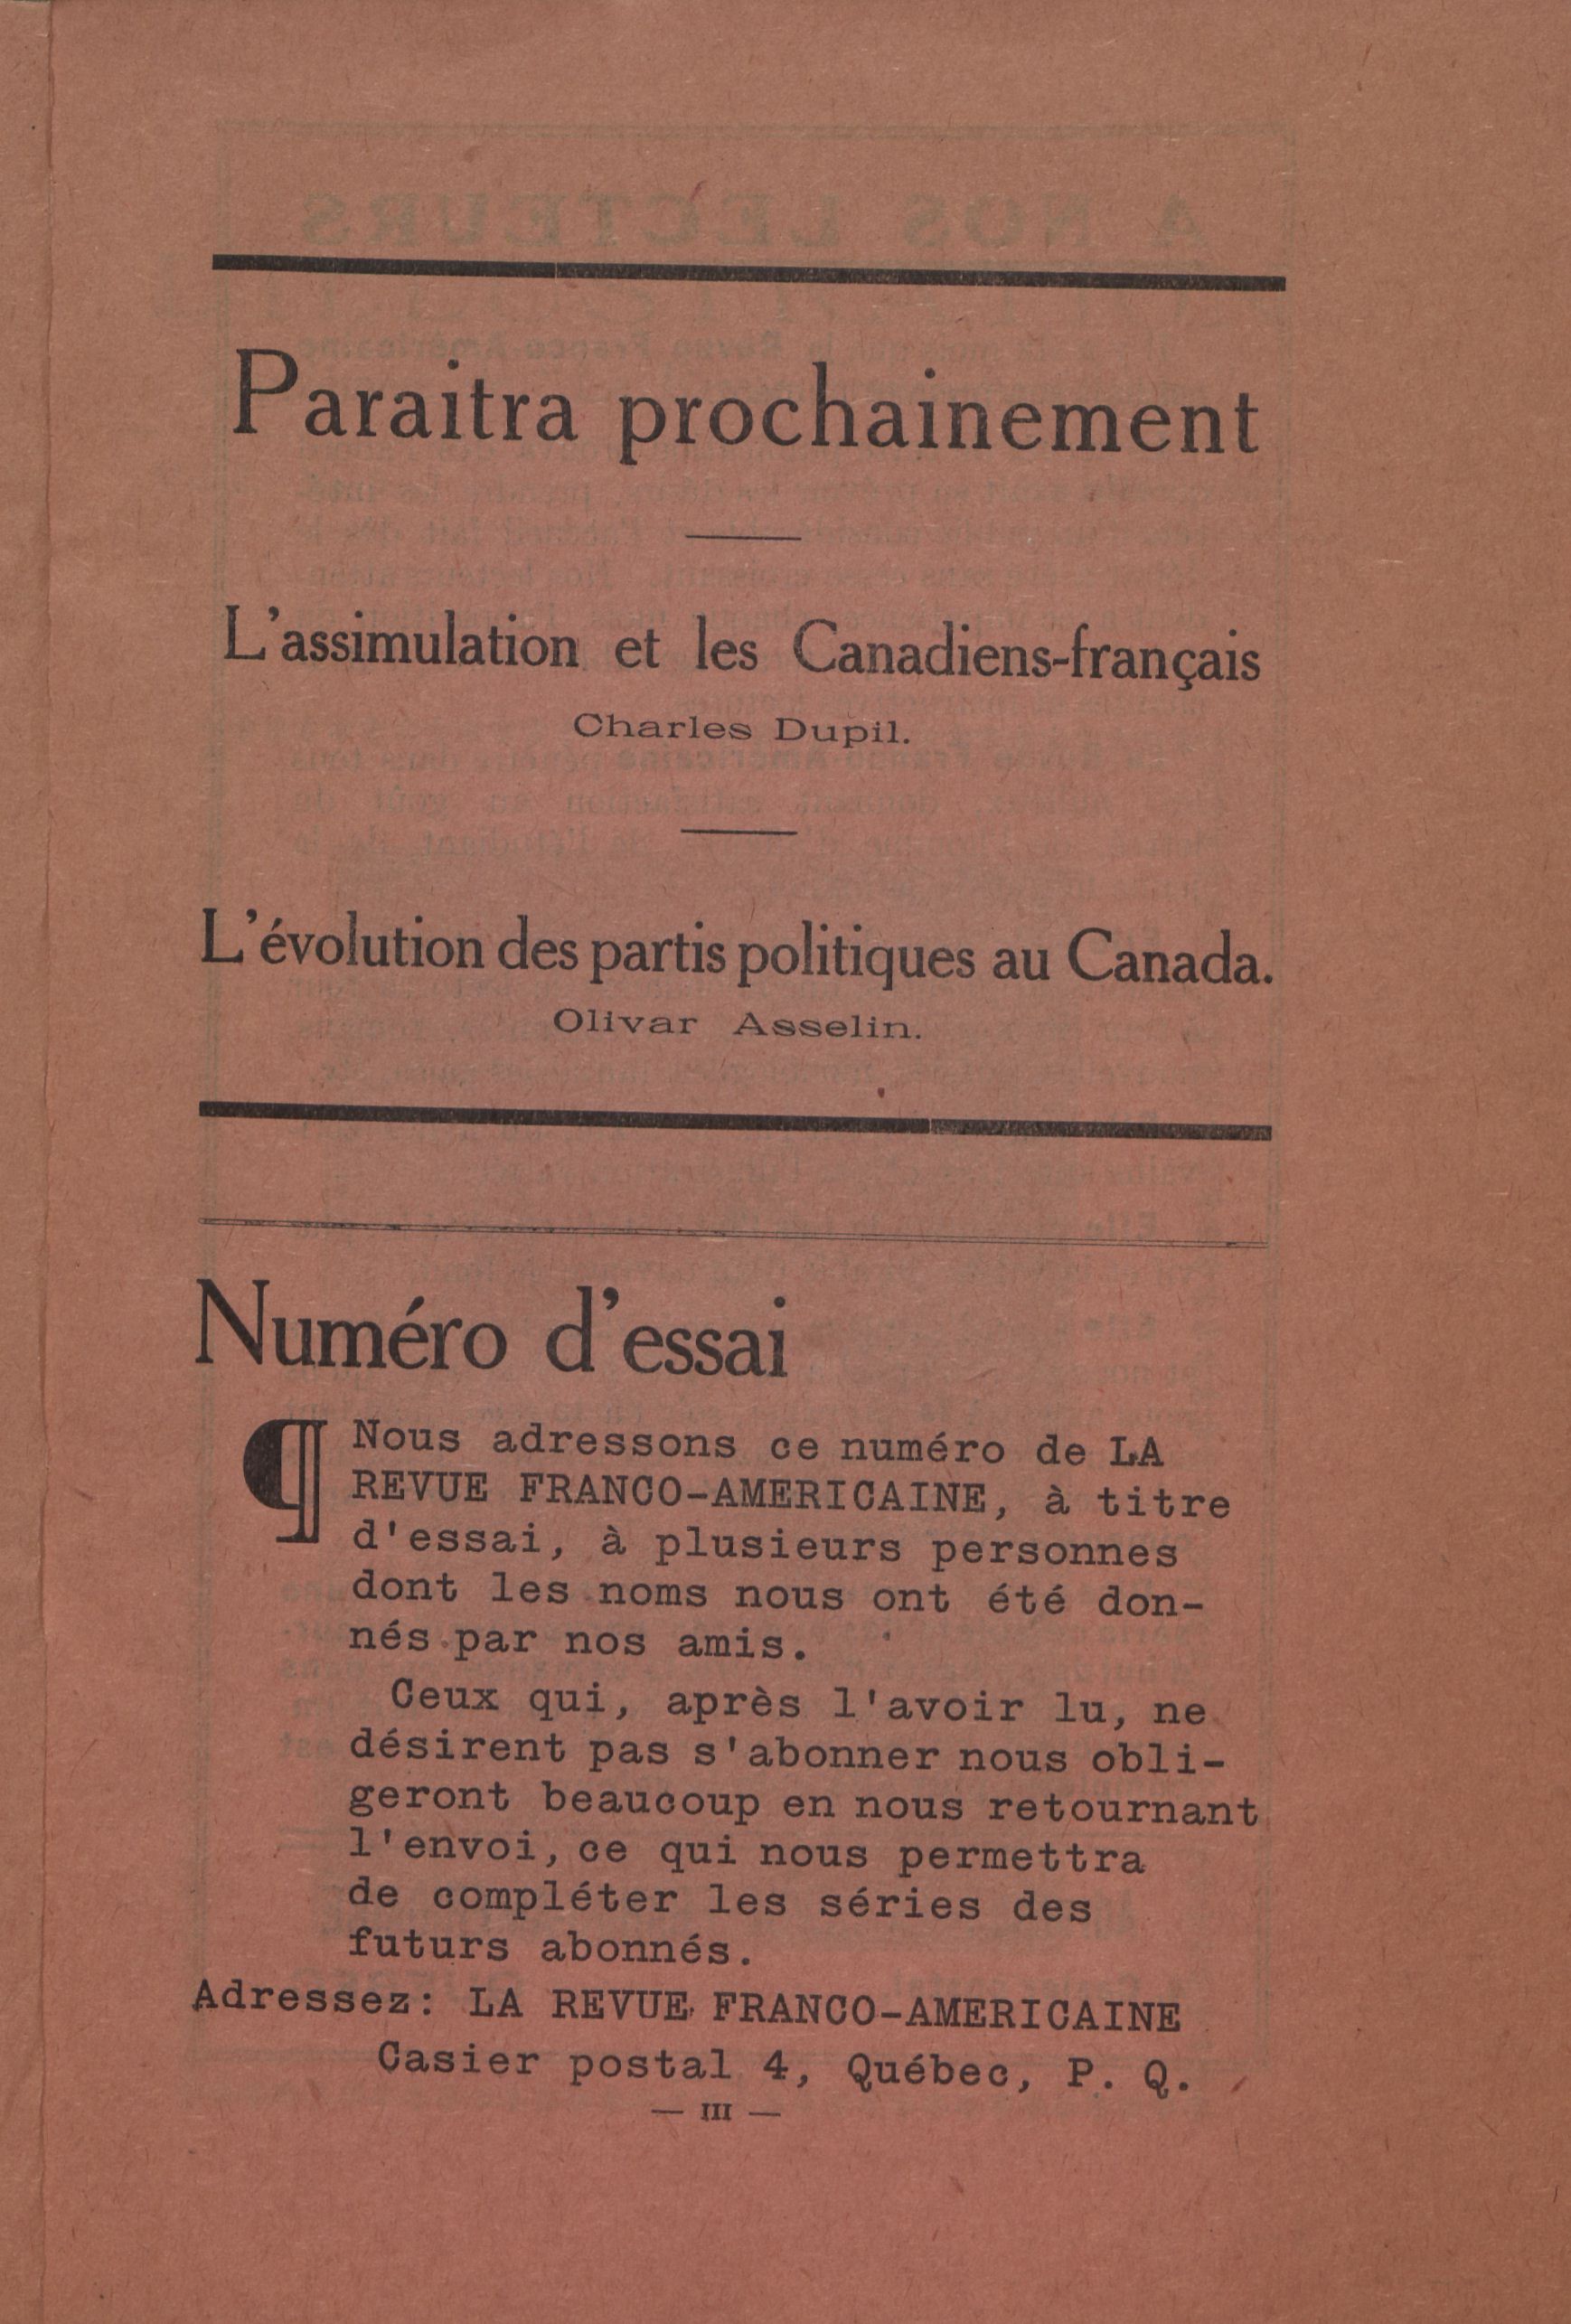 Paraitra prochainement
L'assimulation et les Canadiens-français
Charles Dupil.
L'évolution des partis politiques au Canada.
Olivar Asselin.
Numéro d'essai
¶ Nous adressons ce numéro de LA
REVUE FRANCO-AMERICAINE, à titre
d'essai, à plusieurs personnes
dont les noms nous ont été don-
nés par nos amis.
Ceux qui, après l'avoir lu, ne
désirent pas s'abonner nous obli-
geront beaucoup en nous retournant
l'envoi, ce qui nous permettra
de compléter les séries des
futurs abonnés.
Adressez: LA REVUE FRANCO-AMERICAINE
Casier postal 4, Québec, P. Q.
— III —